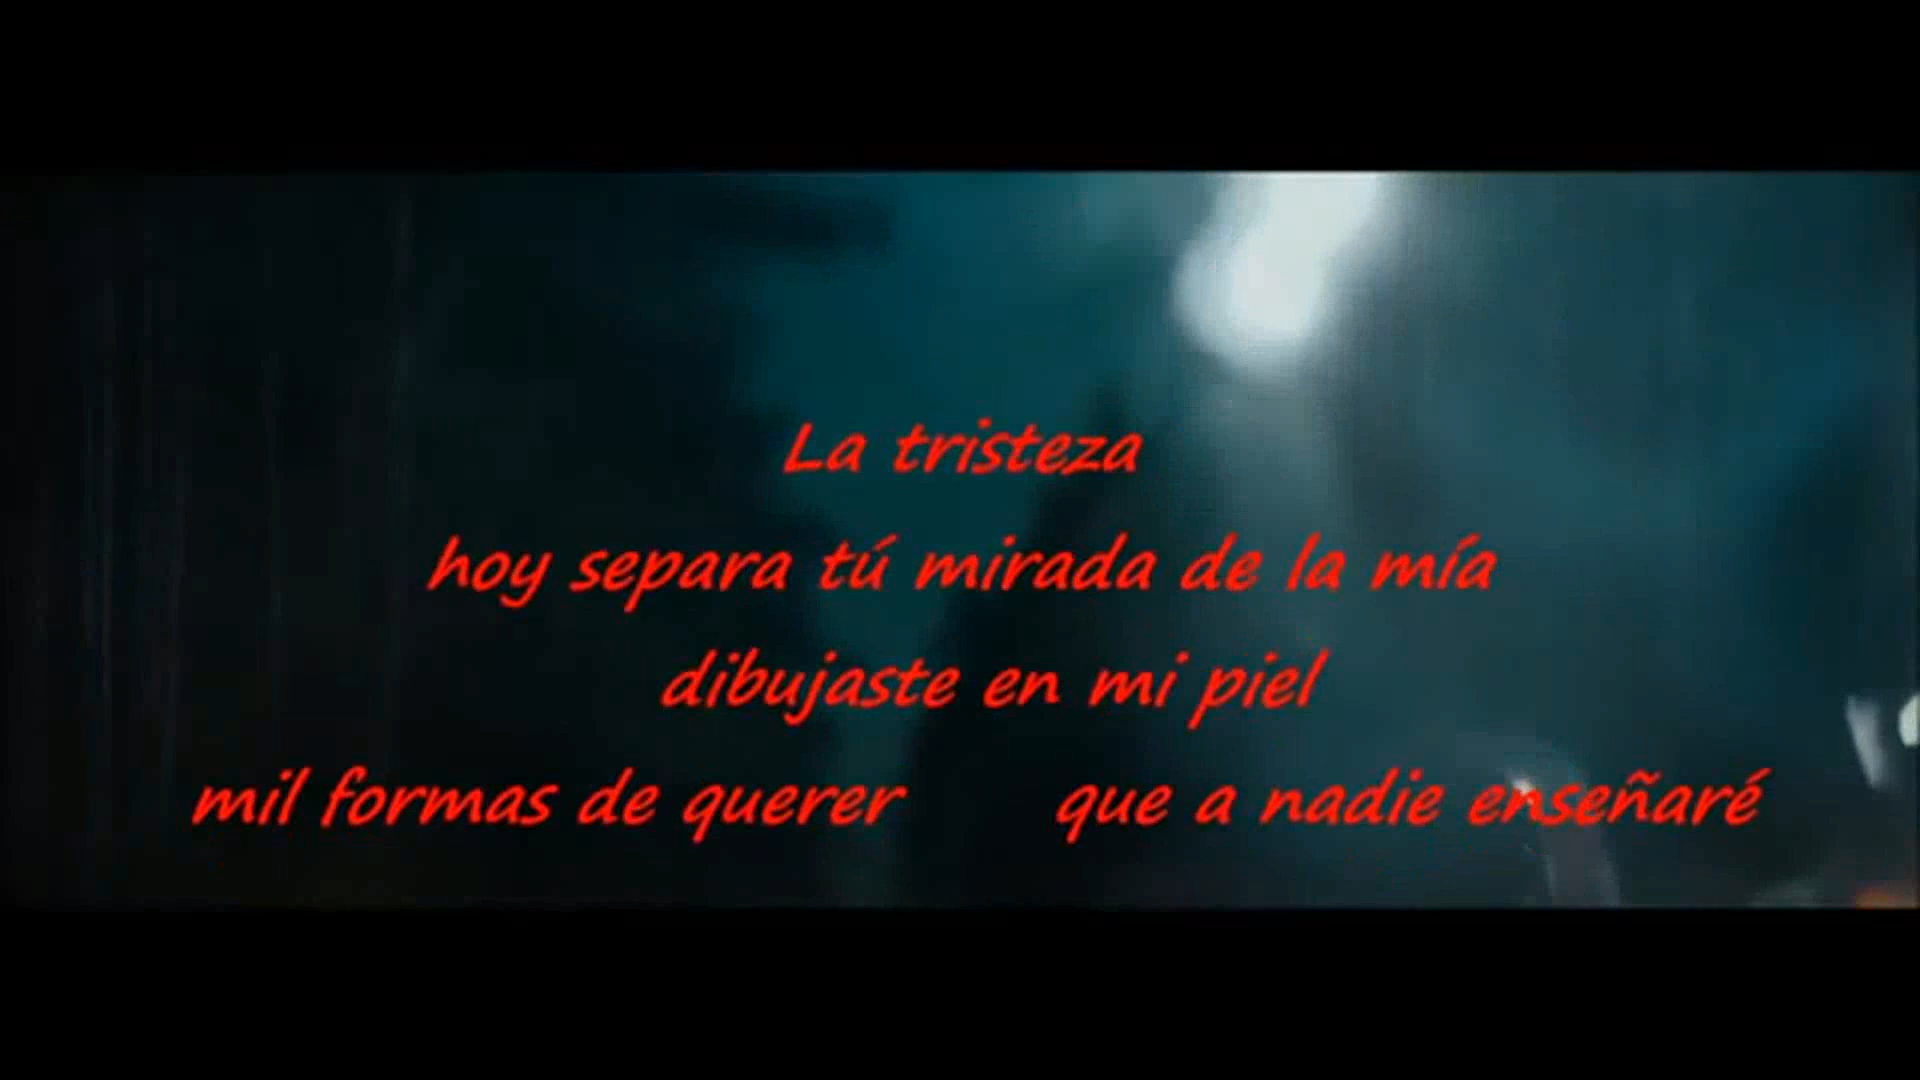 La tristeza
hoy separa tú mirada de la mía
dibujaste en mi piel
mil formas de querer que a nadie enseñaré